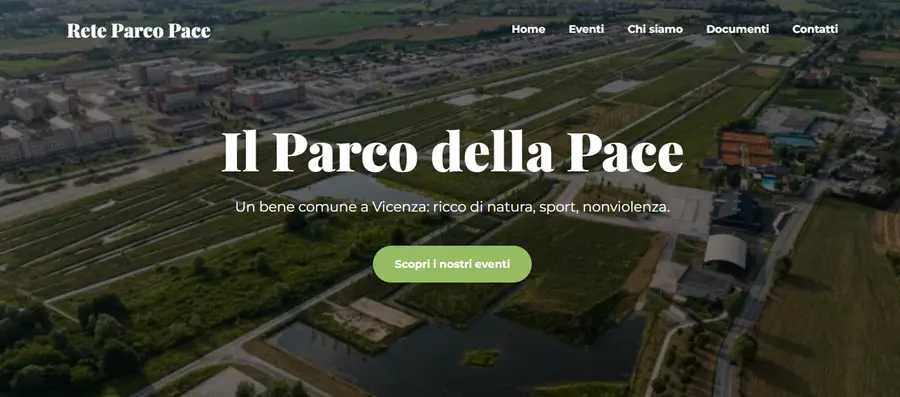 Rete Parco Pace
Home Eventi Chi siamo Documenti Contatti
Il Parco della Pace
Un bene comune a Vicenza: ricco di natura, sport, nonviolenza.
Scopri i nostri eventi